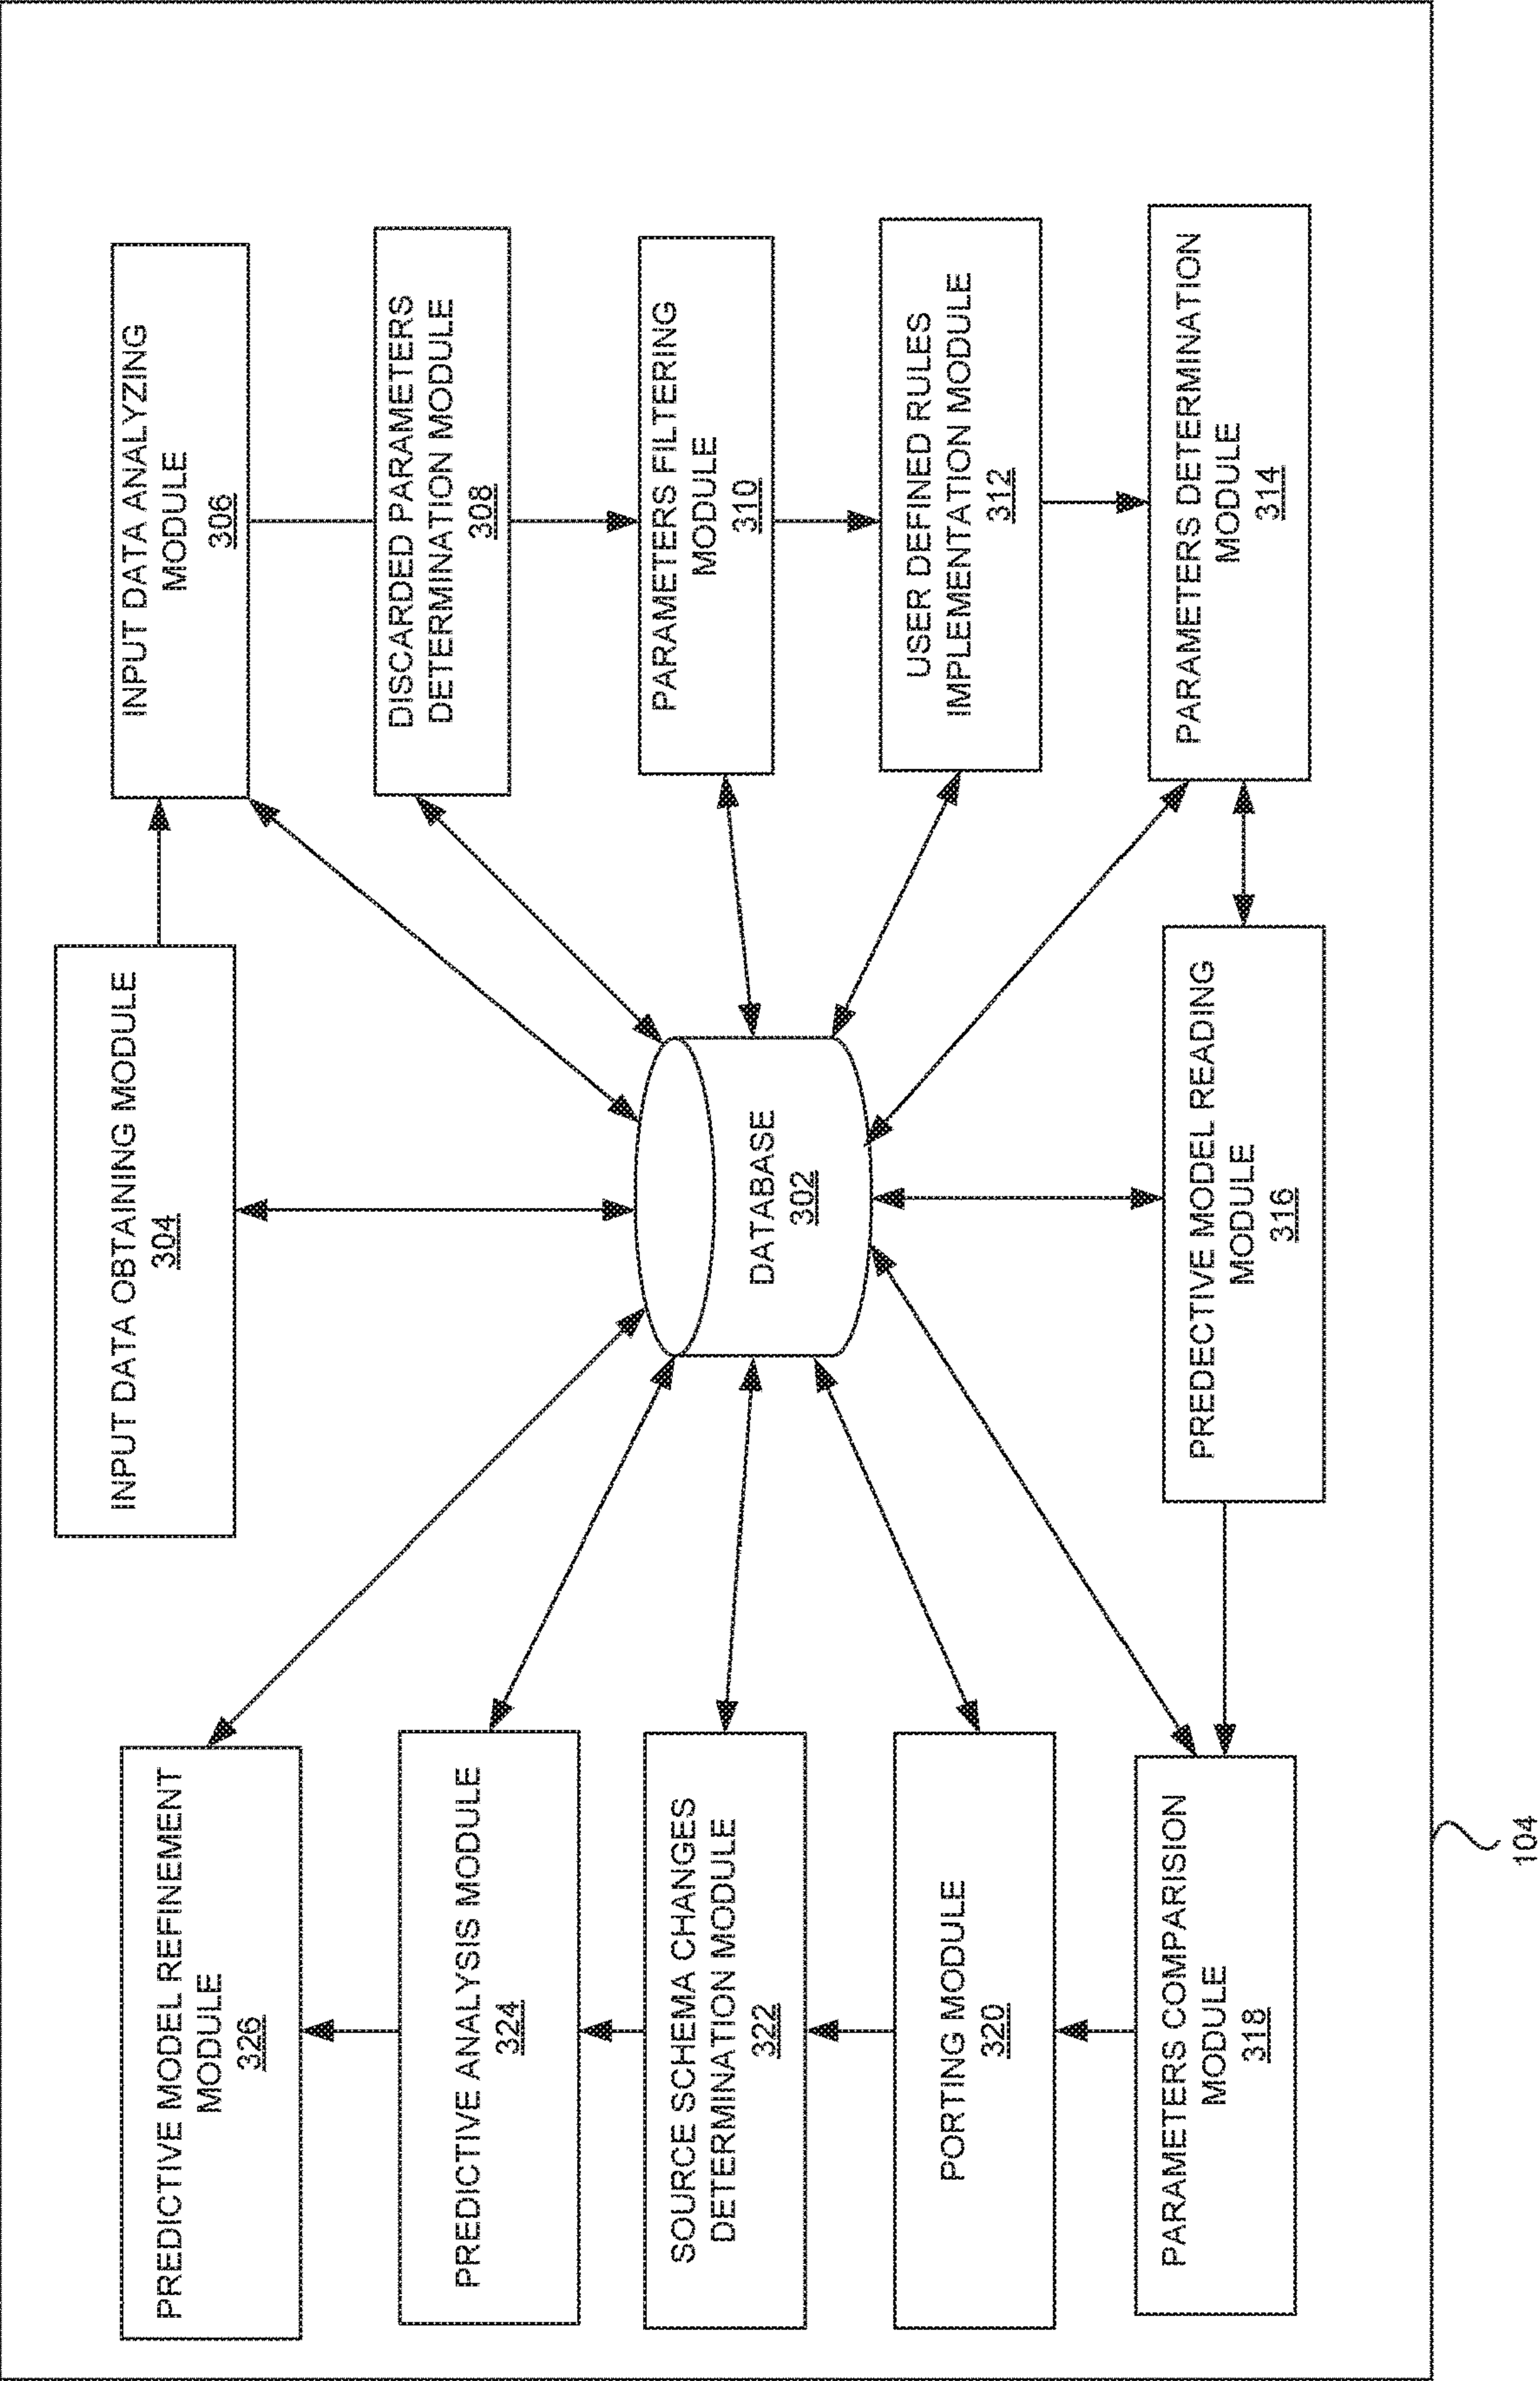 INPUT DATA OBTAINING MODULE
304
INPUT DATA ANALYZING
MODULE
306
DISCARDED PARAMETERS
DETERMINATION MODULE
308
PARAMETERS FILTERING
MODULE
310
USER DEFINED RULES
IMPLEMENTATION MODULE
312
PARAMETERS DETERMINATION
MODULE
314
DATABASE
302
PREDECTIVE MODEL READING
MODULE
316
PARAMETERS COMPARISION
MODULE
318
PORTING MODULE
320
SOURCE SCHEMA CHANGES
DETERMINATION MODULE
322
PREDICTIVE ANALYSIS MODULE
324
PREDICTIVE MODEL REFINEMENT
MODULE
326
104